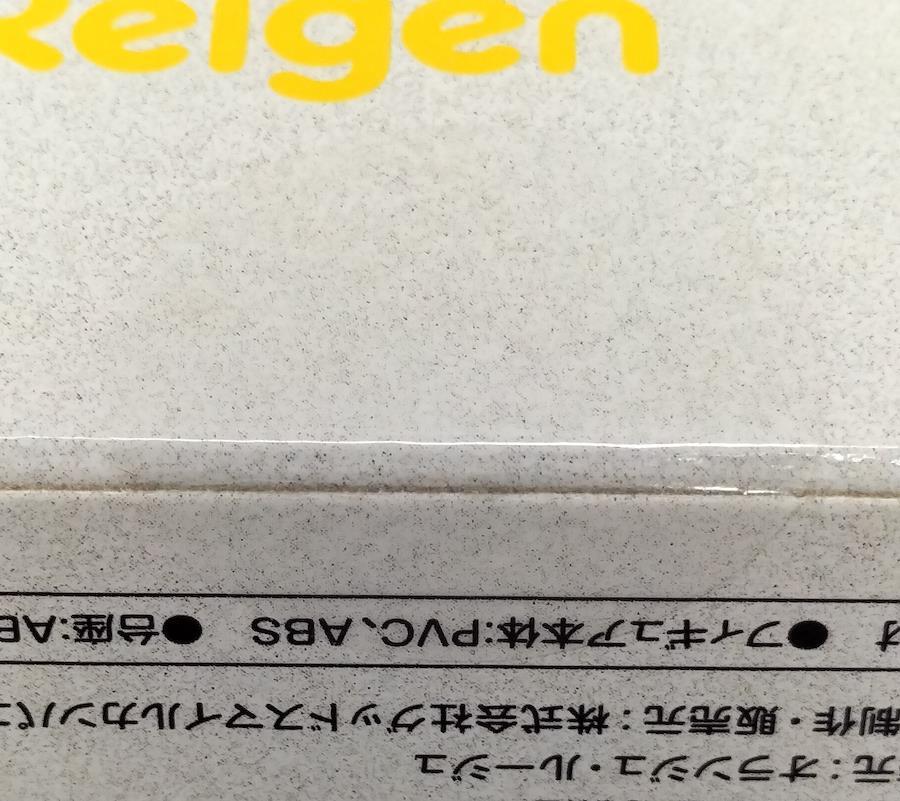 Reigen
元:オランジュ・ルージュ
制作・販売元:株式会社グッドスマイルカンパ
●フィギュア本体:PVC、ABS ●台座:AB